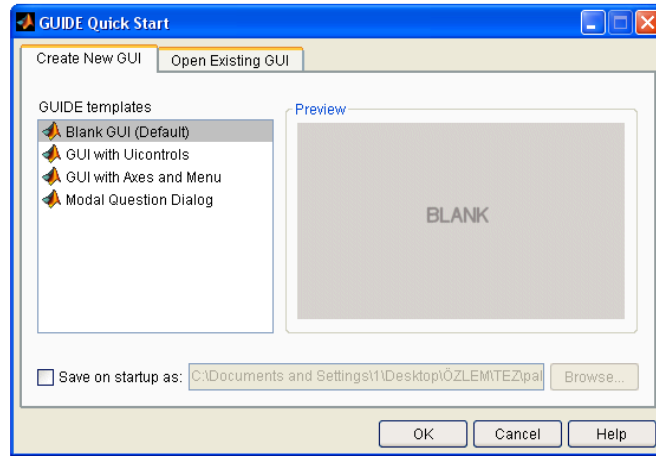 GUIDE Quick Start
Create New GUI
Open Existing GUI
GUIDE templates
Blank GUI (Default)
GUI with Uicontrols
GUI with Axes and Menu
Modal Question Dialog
Preview
BLANK
Save on startup as:
C:\Documents and Settings\1\Desktop\ÖZLEM\TEZ\pal
Browse...
OK
Cancel
Help